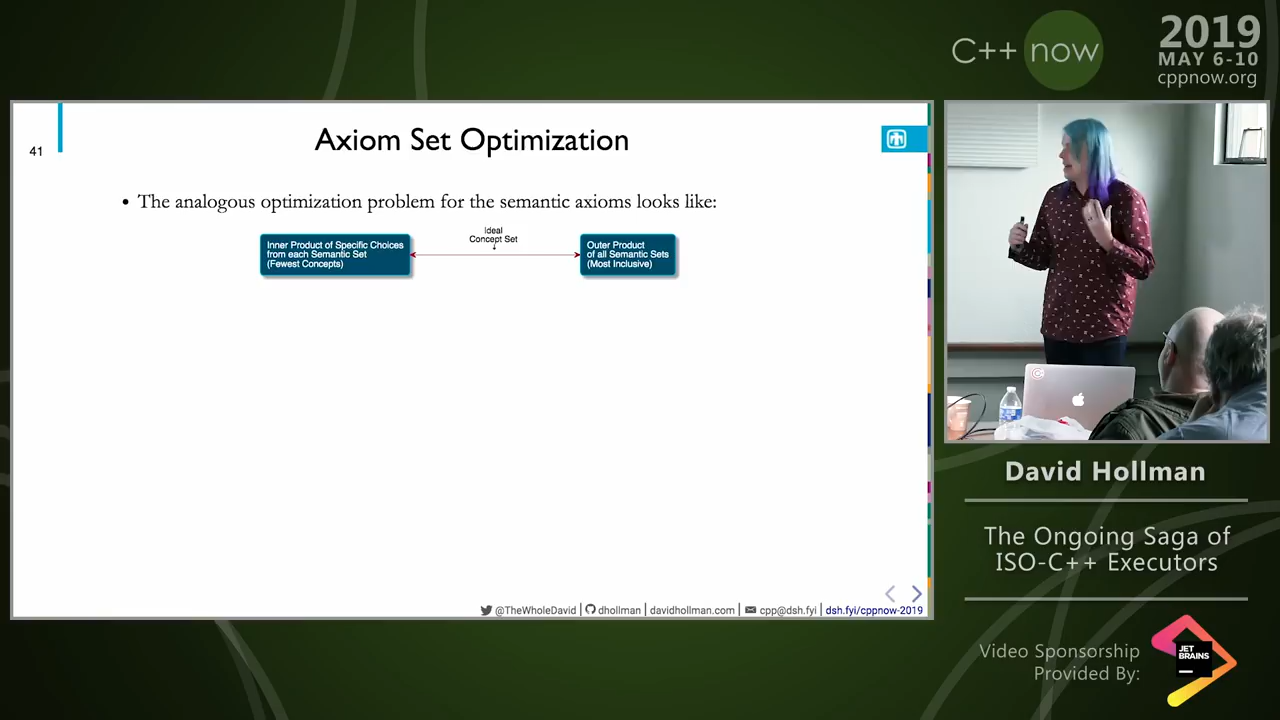 C++ now
2019
MAY 6-10
cppnow.org
41
Axiom Set Optimization
• The analogous optimization problem for the semantic axioms looks like:
Inner Product of Specific Choices
from each Semantic Set
(Fewest Concepts)
Ideal
Concept Set
Outer Product
of all Semantic Sets
(Most Inclusive)
@TheWholeDavid | dhollman | davidhollman.com | cpp@dsh.fyi | dsh.fyi/cppnow-2019
David Hollman
The Ongoing Saga of
ISO-C++ Executors
Video Sponsorship
Provided By:
JET
BRAINS